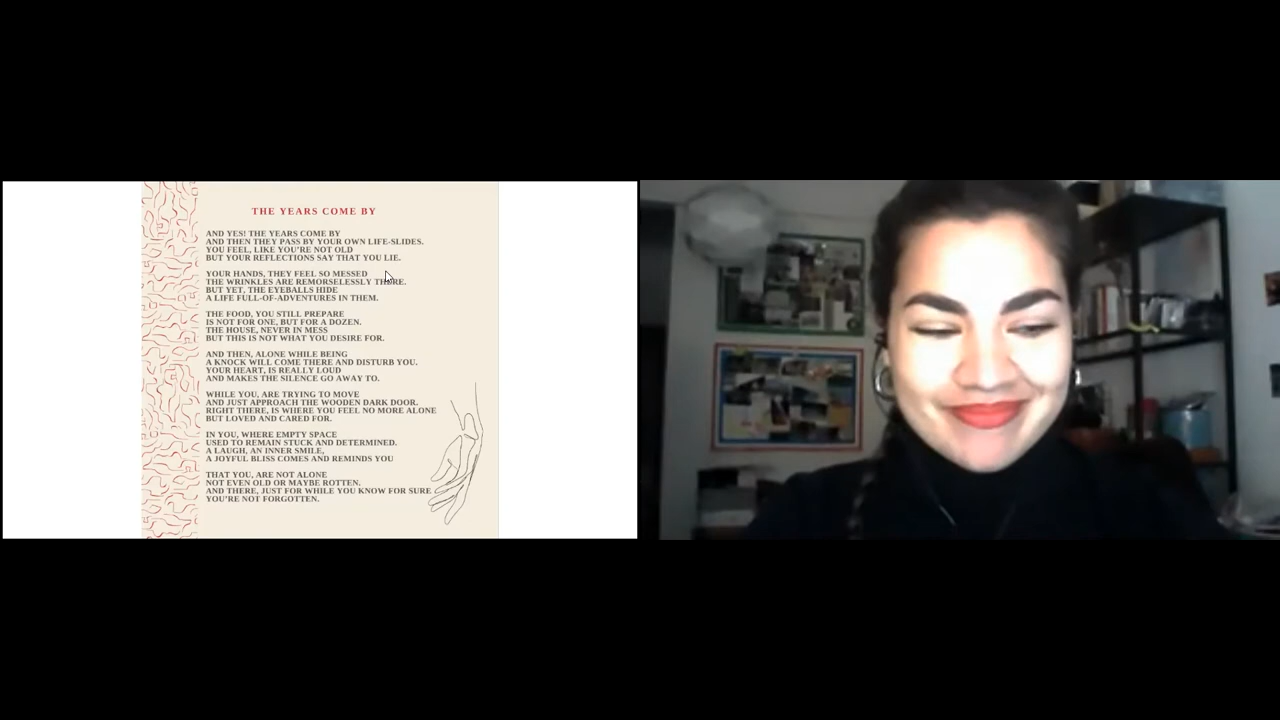 THE YEARS COME BY
AND YES! THE YEARS COME BY
AND THEN THEY PASS BY YOUR OWN LIFE-SLIDES.
YOU FEEL, LIKE YOU'RE NOT OLD
BUT YOUR REFLECTIONS SAY THAT YOU LIE.
YOUR HANDS, THEY FEEL SO MESSED
THE WRINKLES ARE REMORSELESSLY THERE.
BUT YET, THE EYEBALLS HIDE
A LIFE FULL-OF-ADVENTURES IN THEM.
THE FOOD, YOU STILL PREPARE
IS NOT FOR ONE, BUT FOR A DOZEN.
THE HOUSE, NEVER IN MESS
BUT THIS IS NOT WHAT YOU DESIRE FOR.
AND THEN, ALONE WHILE BEING
A KNOCK WILL COME THERE AND DISTURB YOU.
YOUR HEART, IS REALLY LOUD
AND MAKES THE SILENCE GO AWAY TO.
WHILE YOU, ARE TRYING TO MOVE
AND JUST APPROACH THE WOODEN DARK DOOR.
RIGHT THERE, IS WHERE YOU FEEL NO MORE ALONE
BUT LOVED AND CARED FOR.
IN YOU, WHERE EMPTY SPACE
USED TO REMAIN STUCK AND DETERMINED.
A LAUGH, AN INNER SMILE,
A JOYFUL BLISS COMES AND REMINDS YOU
THAT YOU, ARE NOT ALONE
NOT EVEN OLD OR MAYBE ROTTEN.
AND THERE, JUST FOR WHILE YOU KNOW FOR SURE
YOU'RE NOT FORGOTTEN.